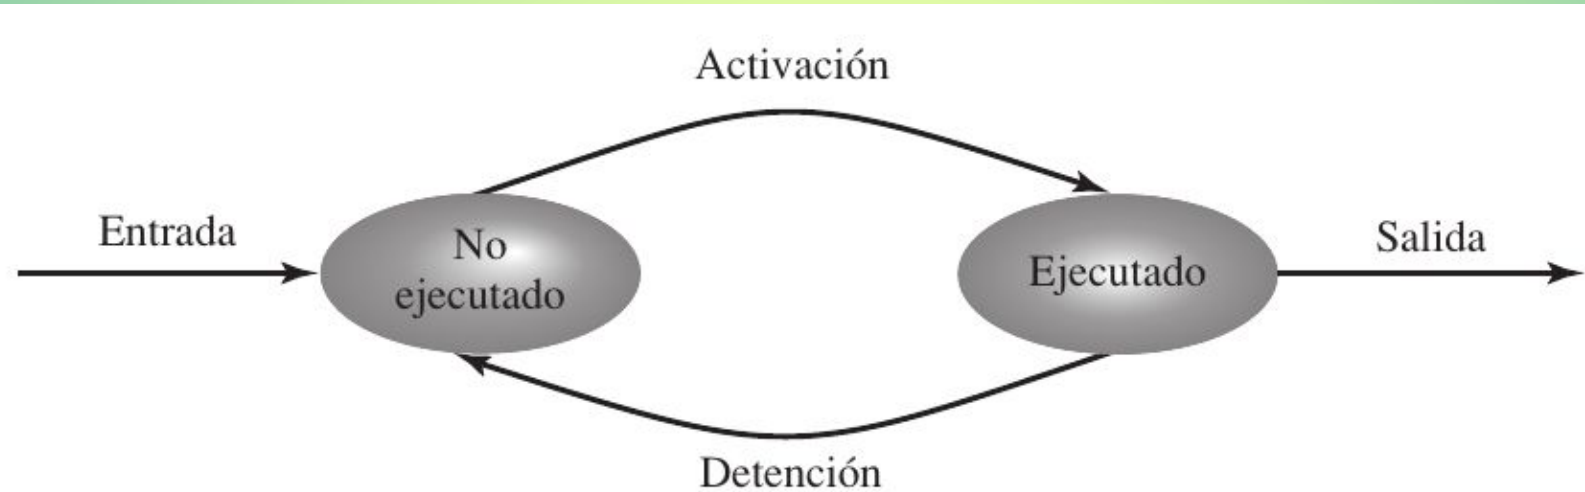 Activación
Entrada
No
ejecutado
Ejecutado
Salida
Detención